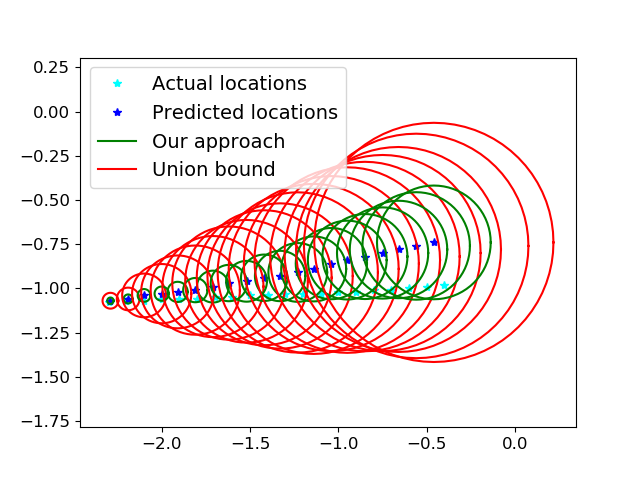 Actual locations
Predicted locations
Our approach
Union bound
0.25
0.00
−0.25
−0.50
−0.75
−1.00
−1.25
−1.50
−1.75
−2.0 −1.5 −1.0 −0.5 0.0